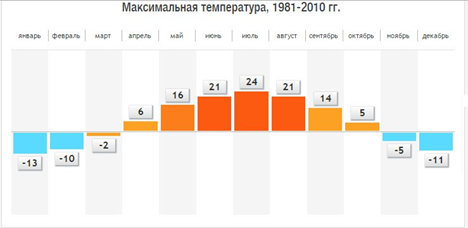 Максимальная температура, 1981-2010 гг.
январь февраль март апрель май июнь июль август сентябрь октябрь ноябрь декабрь
-13 -10 -2 6 16 21 24 21 14 5 -5 -11